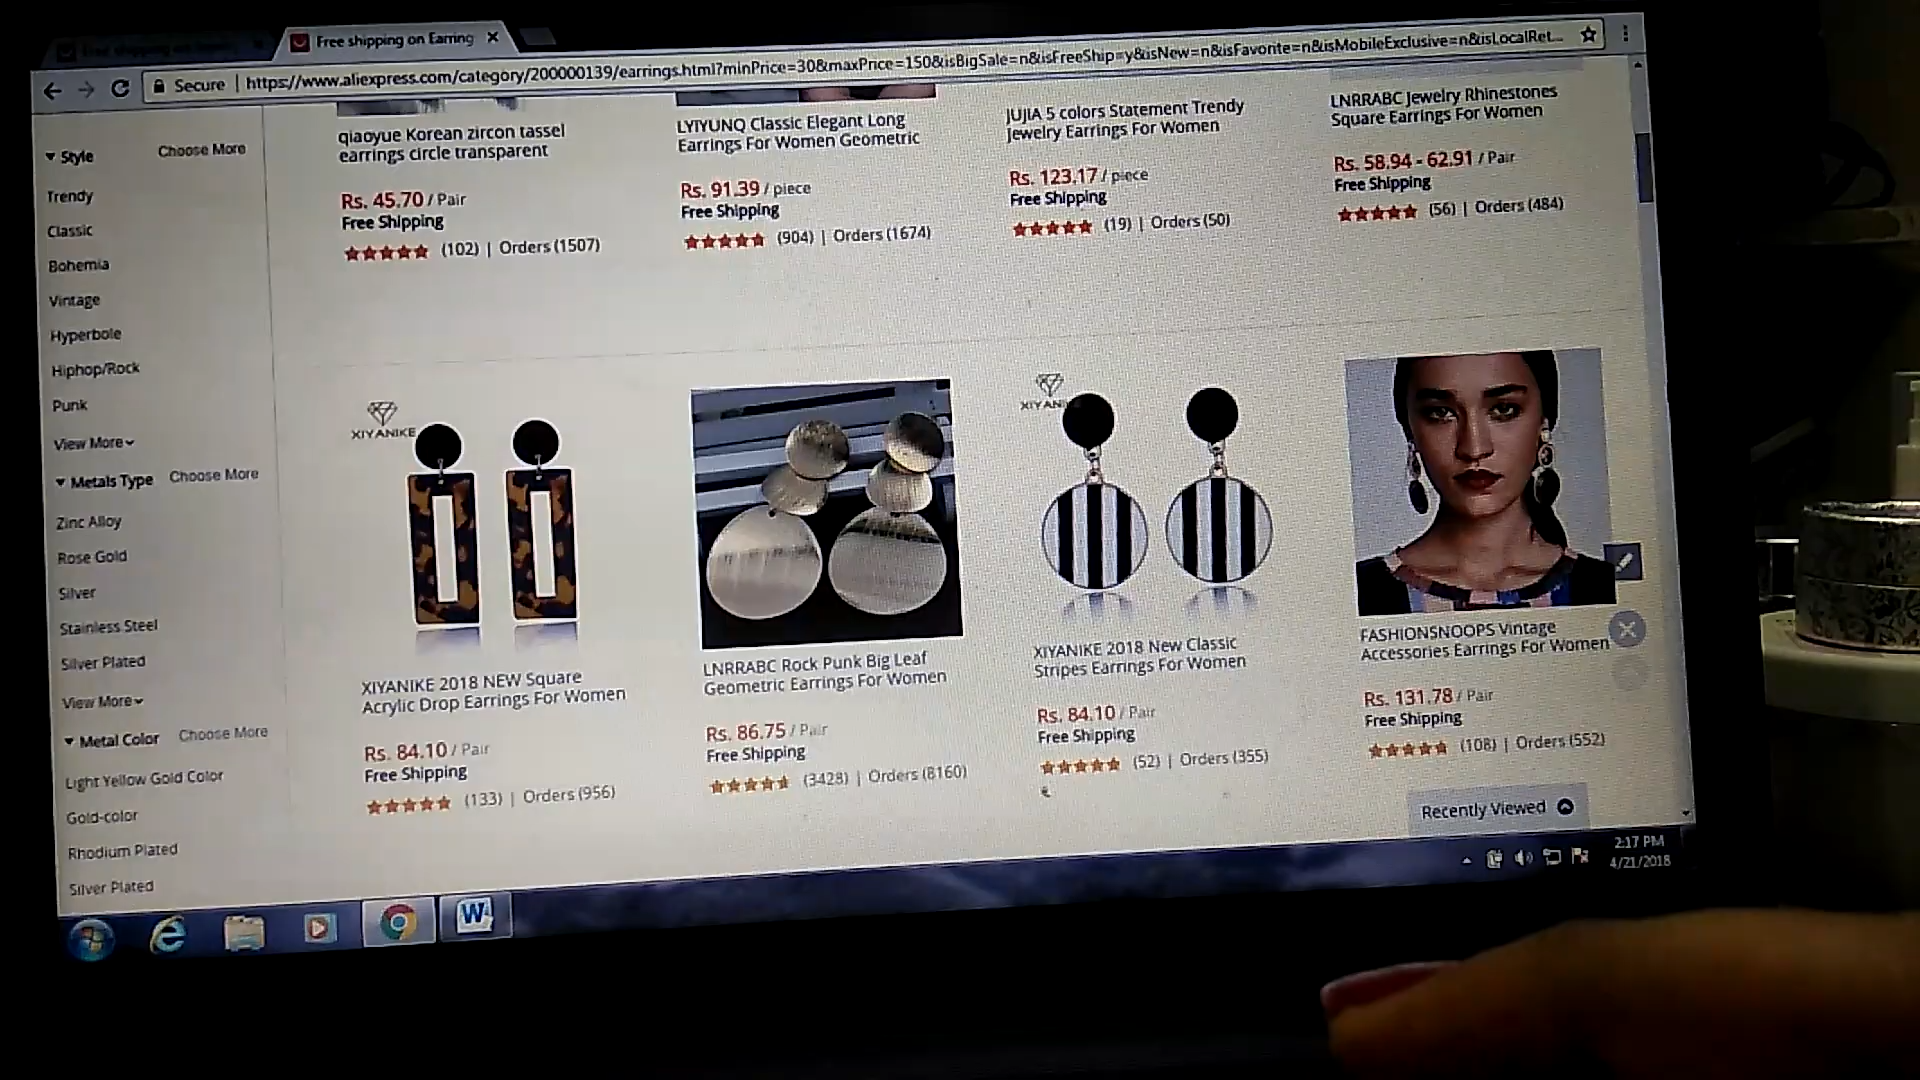 Free shipping on Earring
Secure | https://www.aliexpress.com/category/200000139/earrings.html?minPrice=30&maxPrice=150&isBigSale=n&isFreeShip=y&isNew=n&isFavorite=n&isMobileExclusive=n&isLocalRet...
Style Choose More
Trendy
Classic
Bohemia
Vintage
Hyperbole
Hiphop/Rock
Punk
View More
Metals Type Choose More
Zinc Alloy
Rose Gold
Silver
Stainless Steel
Silver Plated
View More
Metal Color Choose More
Light Yellow Gold Color
Gold-color
Rhodium Plated
Silver Plated
qiaoyue Korean zircon tassel
earrings circle transparent
Rs. 45.70 / Pair
Free Shipping
(102) | Orders (1507)
LYIYUNQ Classic Elegant Long
Earrings For Women Geometric
Rs. 91.39 / piece
Free Shipping
(904) | Orders (1674)
JUJIA 5 colors Statement Trendy
Jewelry Earrings For Women
Rs. 123.17 / piece
Free Shipping
(19) | Orders (50)
LNRRABC Jewelry Rhinestones
Square Earrings For Women
Rs. 58.94 - 62.91 / Pair
Free Shipping
(56) | Orders (484)
XIYANIKE
XIYANIKE 2018 NEW Square
Acrylic Drop Earrings For Women
Rs. 84.10 / Pair
Free Shipping
(133) | Orders (956)
LNRRABC Rock Punk Big Leaf
Geometric Earrings For Women
Rs. 86.75 / Pair
Free Shipping
(3428) | Orders (8160)
XIYANI
XIYANIKE 2018 New Classic
Stripes Earrings For Women
Rs. 84.10 / Pair
Free Shipping
(52) | Orders (355)
FASHIONSNOOPS Vintage
Accessories Earrings For Women
Rs. 131.78 / Pair
Free Shipping
(108) | Orders (552)
Recently Viewed
2:17 PM
4/21/2018